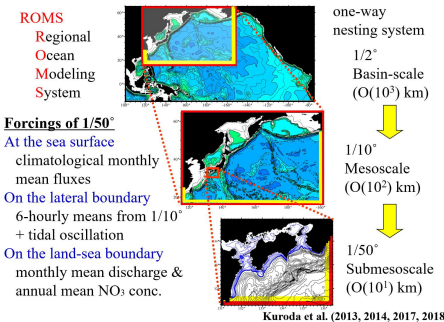 ROMS
Regional
Ocean
Modeling
System
Forcings of 1/50˚
At the sea surface
climatological monthly
mean fluxes
On the lateral boundary
6-hourly means from 1/10˚
+ tidal oscillation
On the land-sea boundary
monthly mean discharge &
annual mean NO₃ conc.
one-way
nesting system
1/2˚
Basin-scale
(O(10³) km)
1/10˚
Mesoscale
(O(10²) km)
1/50˚
Submesoscale
(O(10¹) km)
Kuroda et al. (2013, 2014, 2017, 2018